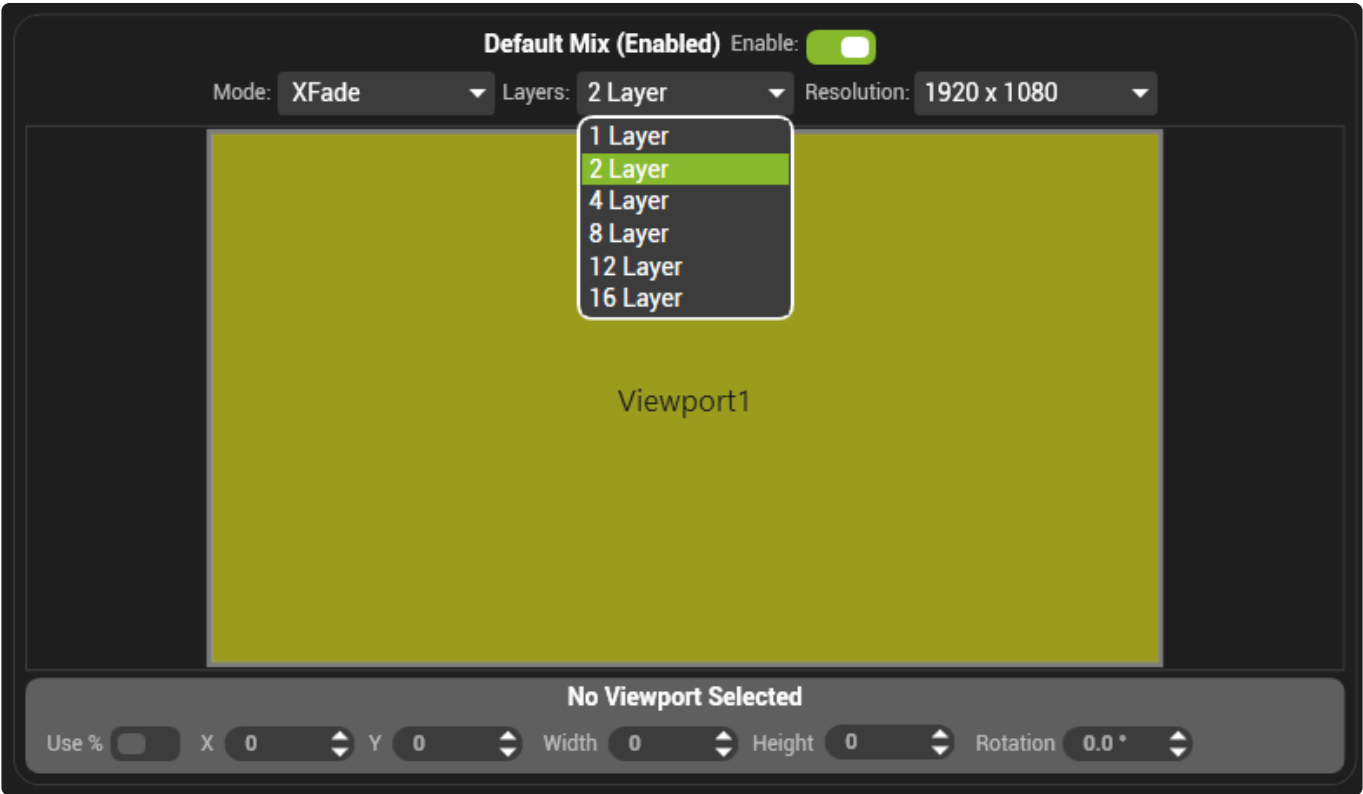 Default Mix (Enabled) Enable:
Mode: XFade Layers: 2 Layer Resolution: 1920 x 1080
1 Layer
2 Layer
4 Layer
8 Layer
12 Layer
16 Layer
Viewport1
No Viewport Selected
Use % X 0 Y 0 Width 0 Height 0 Rotation 0.0 °